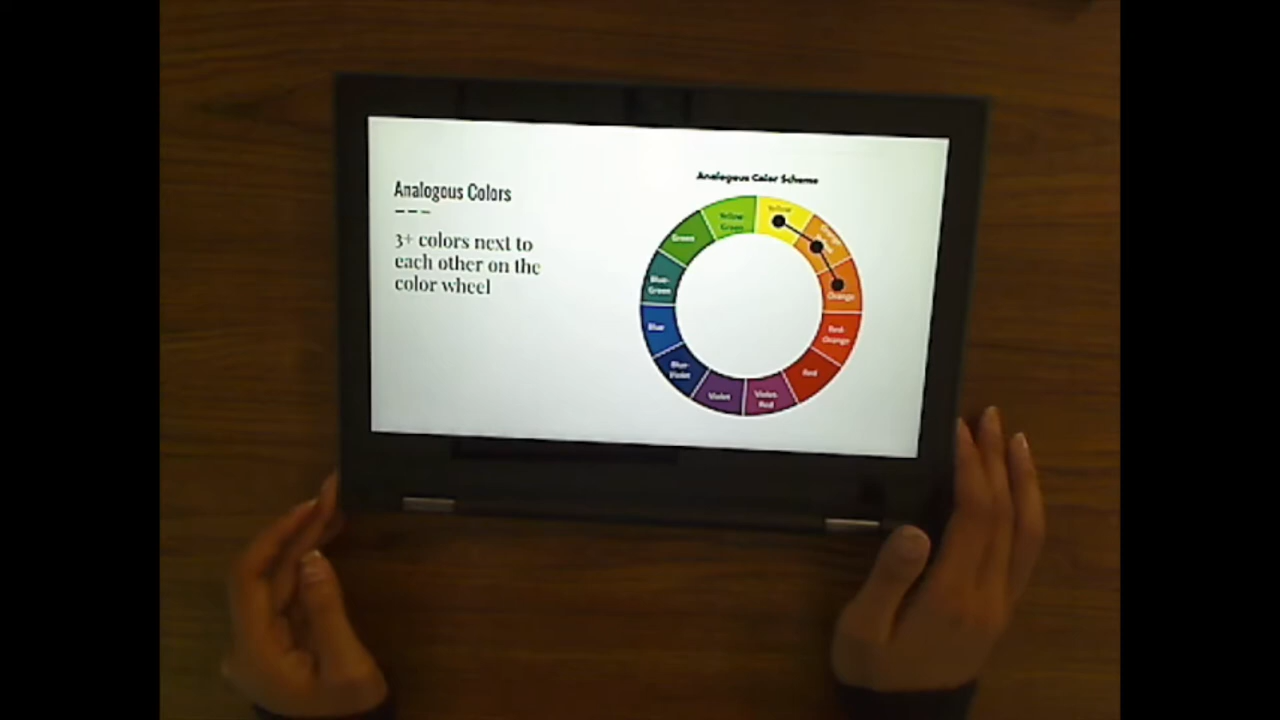 Analogous Colors
3+ colors next to
each other on the
color wheel
Analogous Color Scheme
Yellow
Orange
Orange
Red-
Orange
Red
Violet
Red
Violet
Blue
Violet
Blue
Blue-
Green
Green
Yellow
Green